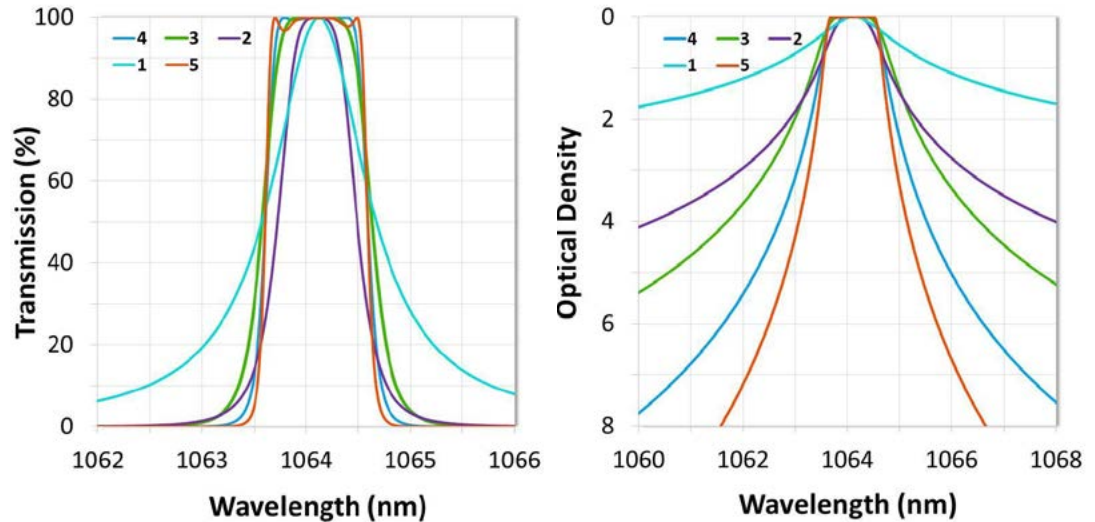 100
80
60
40
20
0
Transmission (%)
4 3 2
1 5
1062 1063 1064 1065 1066
Wavelength (nm)
0
2
4
6
8
Optical Density
4 3 2
1 5
1060 1062 1064 1066 1068
Wavelength (nm)